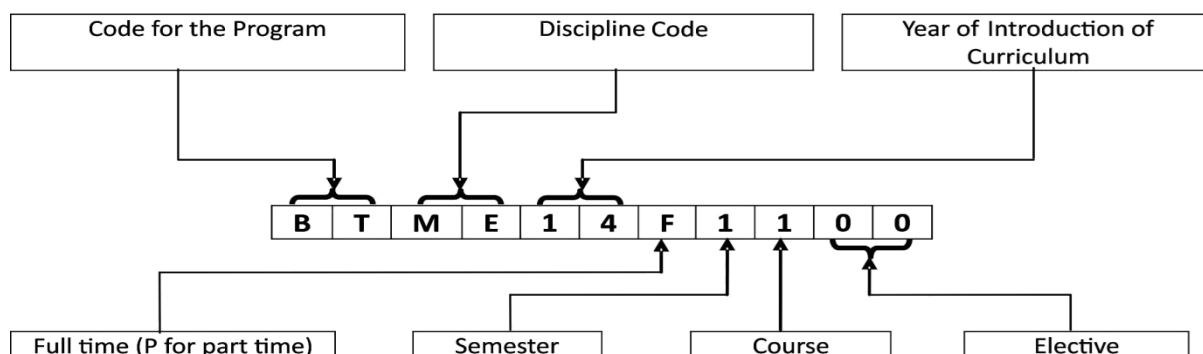 Code for the Program
Discipline Code
Year of Introduction of
Curriculum
B T M E 1 4 F 1 1 0 0
Full time (P for part time)
Semester
Course
Elective